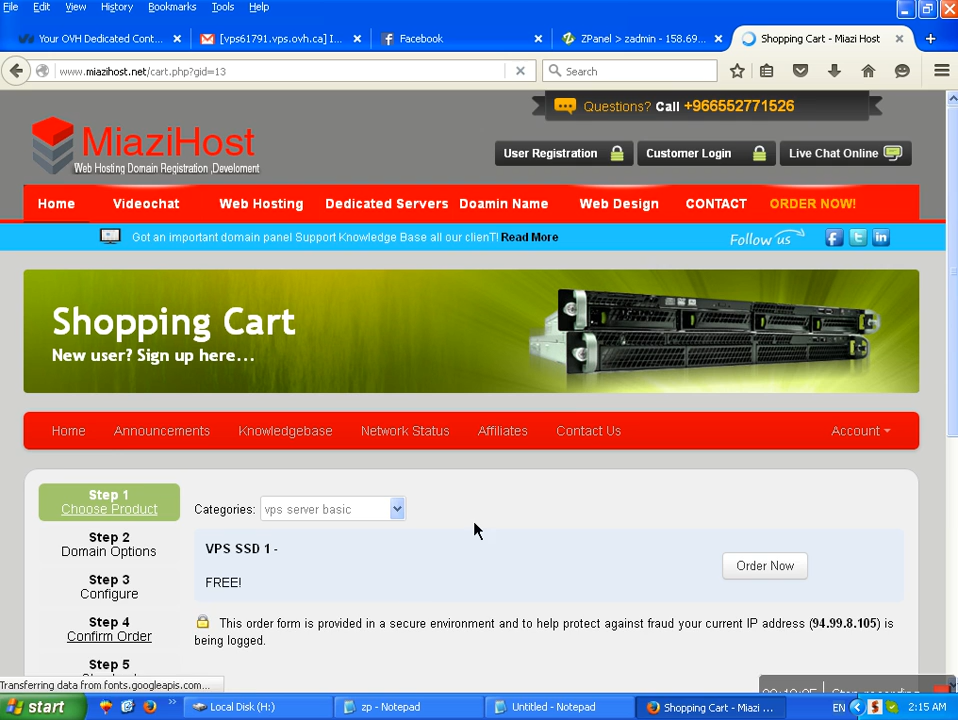 File Edit View History Bookmarks Tools Help
Your OVH Dedicated Cont... [vps61791.vps.ovh.ca] I... Facebook ZPanel > zadmin - 158.69... Shopping Cart - Miazi Host
www.miazihost.net/cart.php?gid=13 Search
Questions? Call +966552771526
MiaziHost
Web Hosting Domain Registration ,Develoment
User Registration Customer Login Live Chat Online
Home Videochat Web Hosting Dedicated Servers Doamin Name Web Design CONTACT ORDER NOW!
Got an important domain panel Support Knowledge Base all our clienT! Read More Follow us
Shopping Cart
New user? Sign up here...
Home Announcements Knowledgebase Network Status Affiliates Contact Us Account
Step 1
Choose Product
Step 2
Domain Options
Step 3
Configure
Step 4
Confirm Order
Step 5
Categories: vps server basic
VPS SSD 1 -
FREE!
Order Now
This order form is provided in a secure environment and to help protect against fraud your current IP address (94.99.8.105) is
being logged.
Transferring data from fonts.googleapis.com...
start Local Disk (H:) zp - Notepad Untitled - Notepad Shopping Cart - Miazi ... EN 2:15 AM